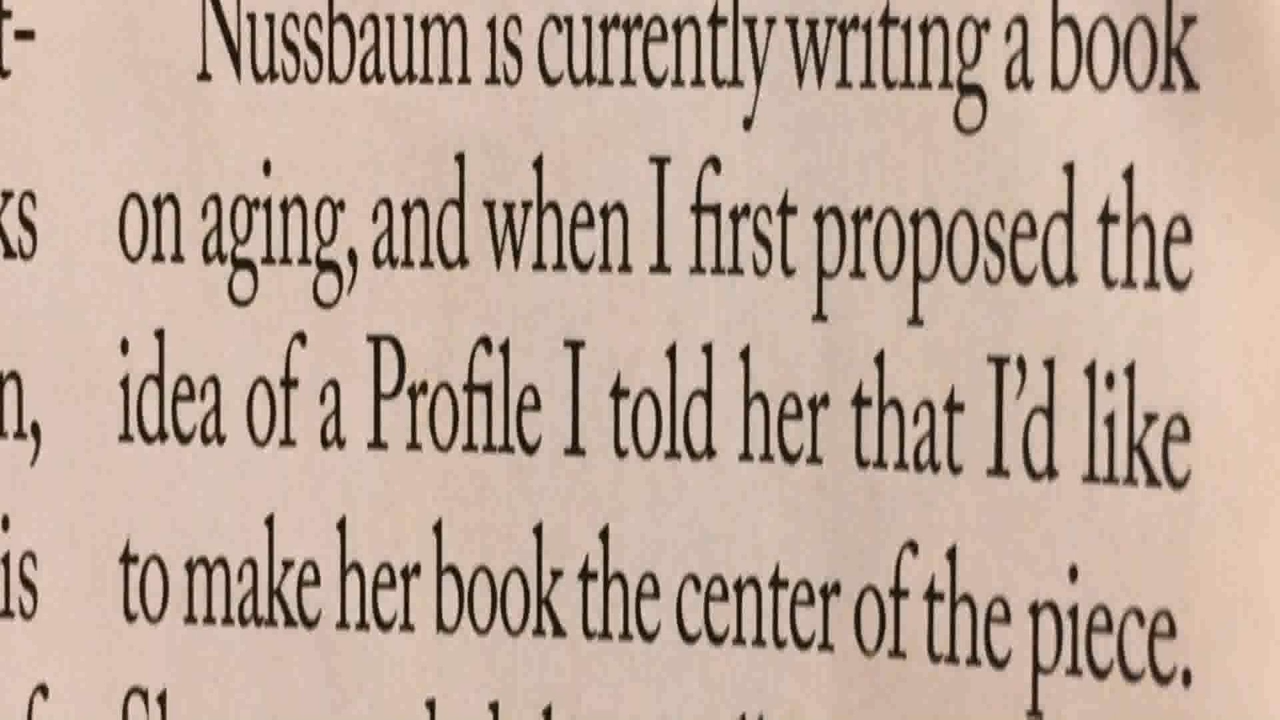 Nussbaum is currently writing a book
on aging, and when I first proposed the
idea of a Profile I told her that I'd like
to make her book the center of the piece.